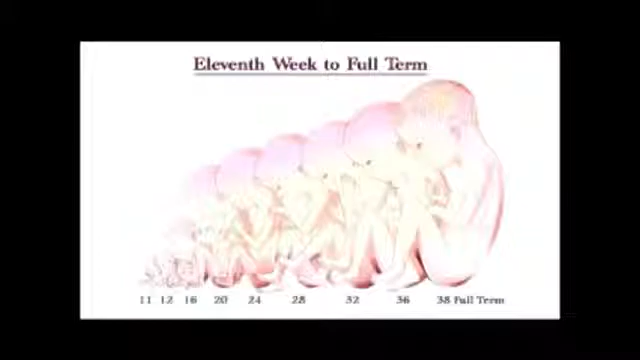 Eleventh Week to Full Term
11 12 16 20 24 28 32 36 38 Full Term